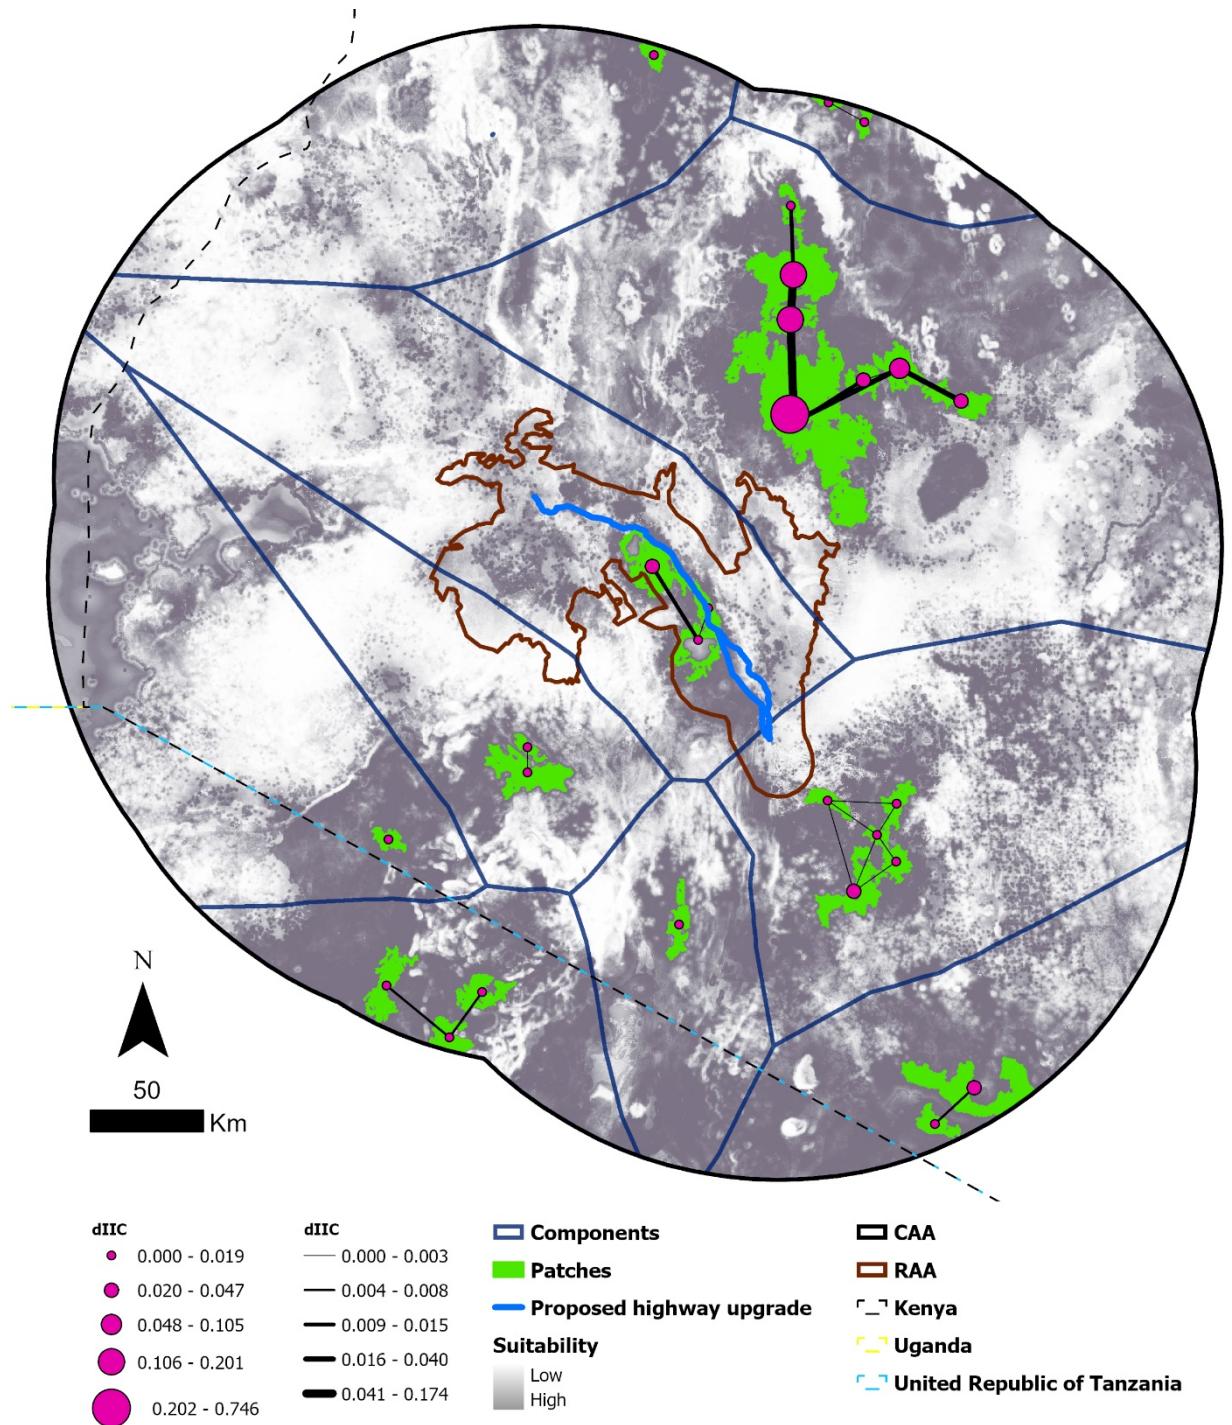 N
50
Km
dIIC
0.000 - 0.019
0.020 - 0.047
0.048 - 0.105
0.106 - 0.201
0.202 - 0.746
dIIC
0.000 - 0.003
0.004 - 0.008
0.009 - 0.015
0.016 - 0.040
0.041 - 0.174
Components
Patches
Proposed highway upgrade
Suitability
Low
High
CAA
RAA
Kenya
Uganda
United Republic of Tanzania